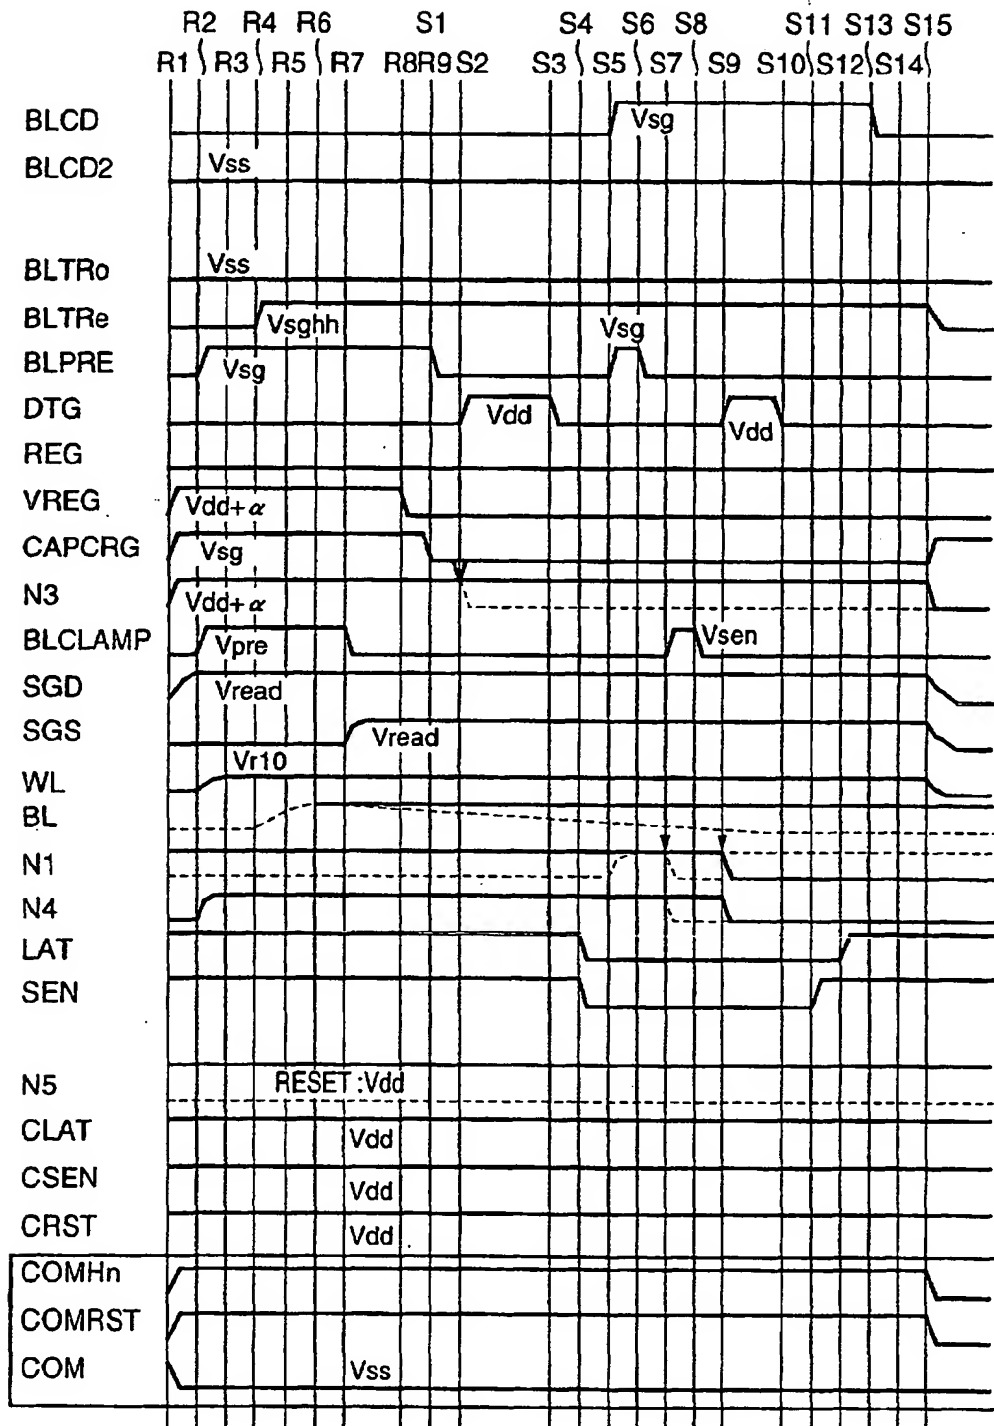 R2 R4 R6 S1 S4 S6 S8 S11 S13 S15
R1 R3 R5 R7 R8 R9 S2 S3 S5 S7 S9 S10 S12 S14
BLCD Vsg
BLCD2 Vss
BLTRo Vss
BLTRe Vsghh Vsg
BLPRE Vsg
DTG Vdd Vdd
REG
VREG Vdd+α
CAPCRG Vsg
N3 Vdd+α
BLCLAMP Vpre Vsen
SGD Vread
SGS Vread
WL Vr10
BL
N1
N4
LAT
SEN
N5 RESET:Vdd
CLAT Vdd
CSEN Vdd
CRST Vdd
COMHn
COMRST
COM Vss